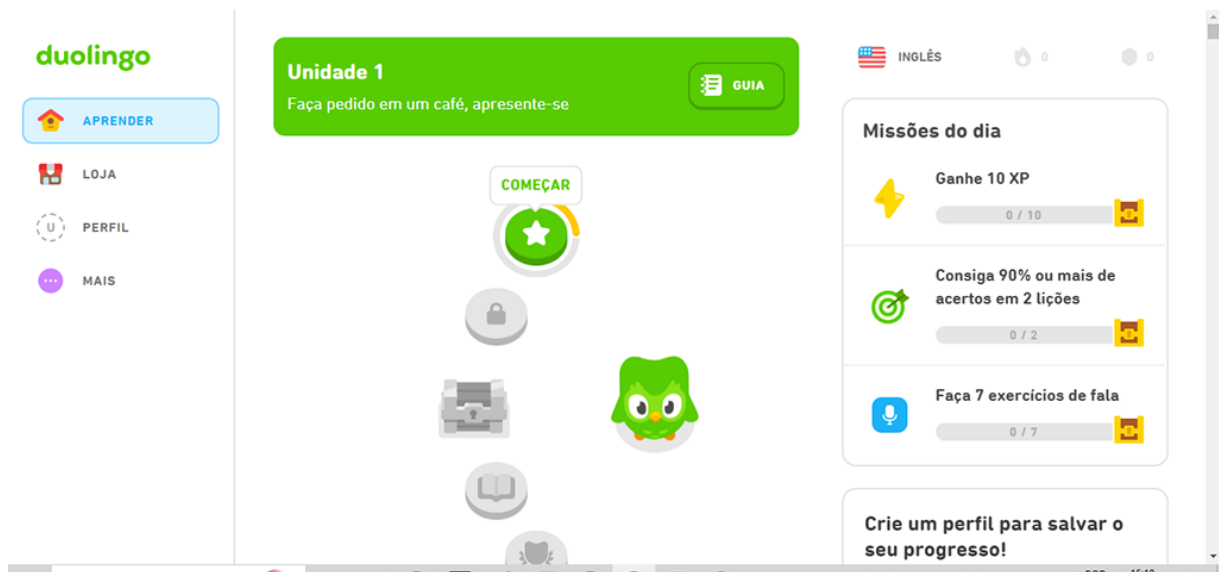 duolingo
APRENDER
LOJA
U
PERFIL
MAIS
Unidade 1
Faça pedido em um café, apresente-se
GUIA
COMEÇAR
INGLÊS
0
0
Missões do dia
Ganhe 10 XP
0 / 10
Consiga 90% ou mais de
acertos em 2 lições
0 / 2
Faça 7 exercícios de fala
0 / 7
Crie um perfil para salvar o
seu progresso!